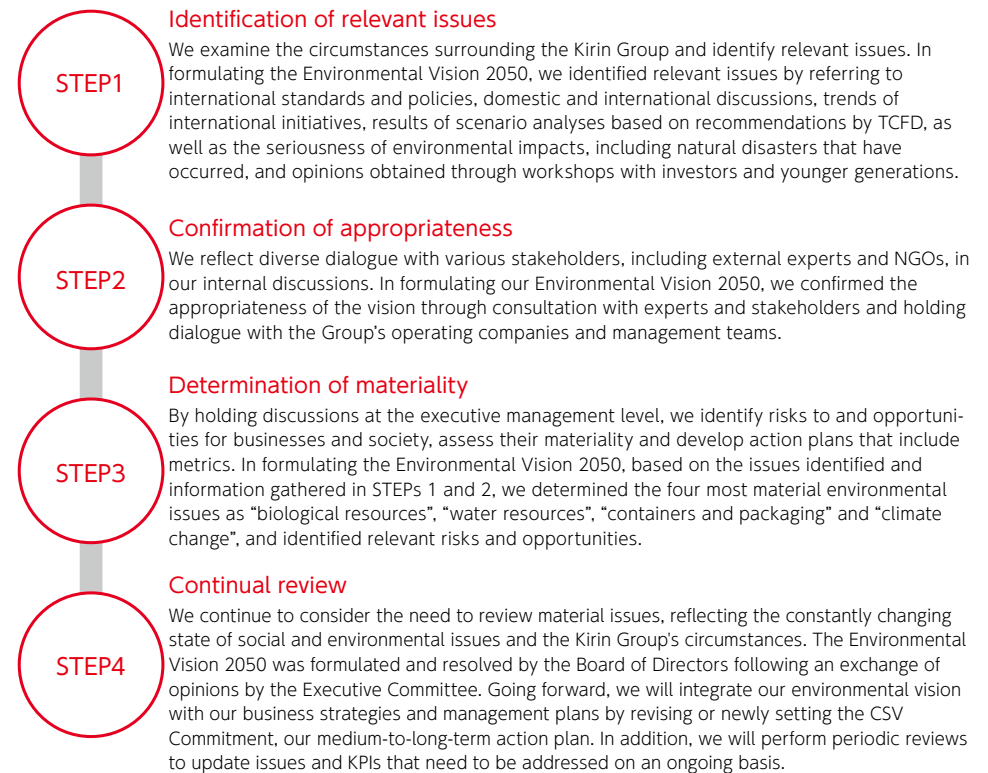 STEP1
Identification of relevant issues
We examine the circumstances surrounding the Kirin Group and identify relevant issues. In
formulating the Environmental Vision 2050, we identified relevant issues by referring to
international standards and policies, domestic and international discussions, trends of
international initiatives, results of scenario analyses based on recommendations by TCFD, as
well as the seriousness of environmental impacts, including natural disasters that have
occurred, and opinions obtained through workshops with investors and younger generations.
STEP2
Confirmation of appropriateness
We reflect diverse dialogue with various stakeholders, including external experts and NGOs, in
our internal discussions. In formulating our Environmental Vision 2050, we confirmed the
appropriateness of the vision through consultation with experts and stakeholders and holding
dialogue with the Group's operating companies and management teams.
STEP3
Determination of materiality
By holding discussions at the executive management level, we identify risks to and opportuni-
ties for businesses and society, assess their materiality and develop action plans that include
metrics. In formulating the Environmental Vision 2050, based on the issues identified and
information gathered in STEPs 1 and 2, we determined the four most material environmental
issues as “biological resources”, “water resources”, “containers and packaging” and “climate
change”, and identified relevant risks and opportunities.
STEP4
Continual review
We continue to consider the need to review material issues, reflecting the constantly changing
state of social and environmental issues and the Kirin Group's circumstances. The Environmental
Vision 2050 was formulated and resolved by the Board of Directors following an exchange of
opinions by the Executive Committee. Going forward, we will integrate our environmental vision
with our business strategies and management plans by revising or newly setting the CSV
Commitment, our medium-to-long-term action plan. In addition, we will perform periodic reviews
to update issues and KPIs that need to be addressed on an ongoing basis.